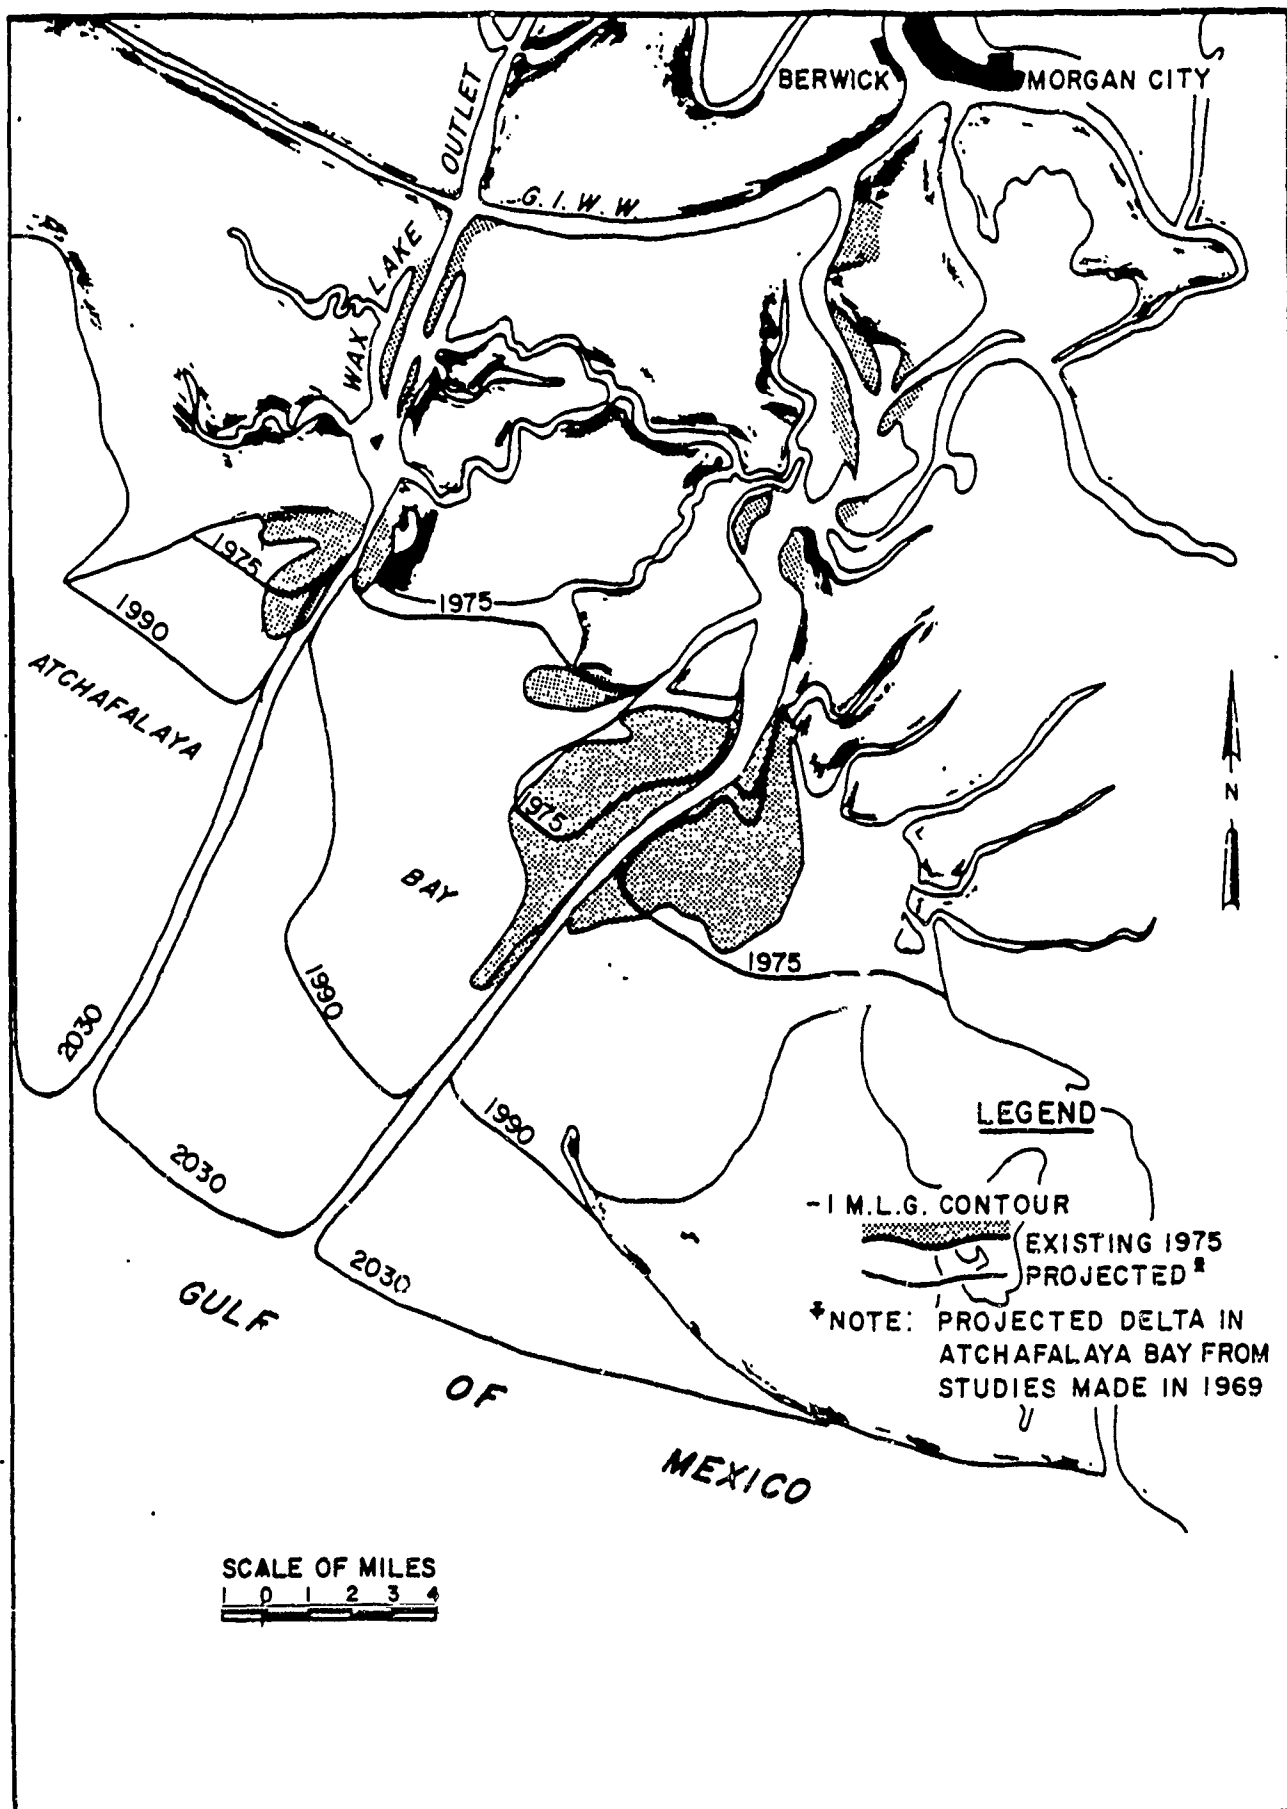 BERWICK
MORGAN CITY
WAX LAKE OUTLET
G. I. W. W.
1975
1990
1975
ATCHAFALAYA
1975
BAY
N
1975
1990
2030
1990
LEGEND
2030
-1 M.L.G. CONTOUR
EXISTING 1975
2030
PROJECTED*
*NOTE: PROJECTED DELTA IN
ATCHAFALAYA BAY FROM
STUDIES MADE IN 1969
GULF
OF
MEXICO
SCALE OF MILES
1 0 1 2 3 4